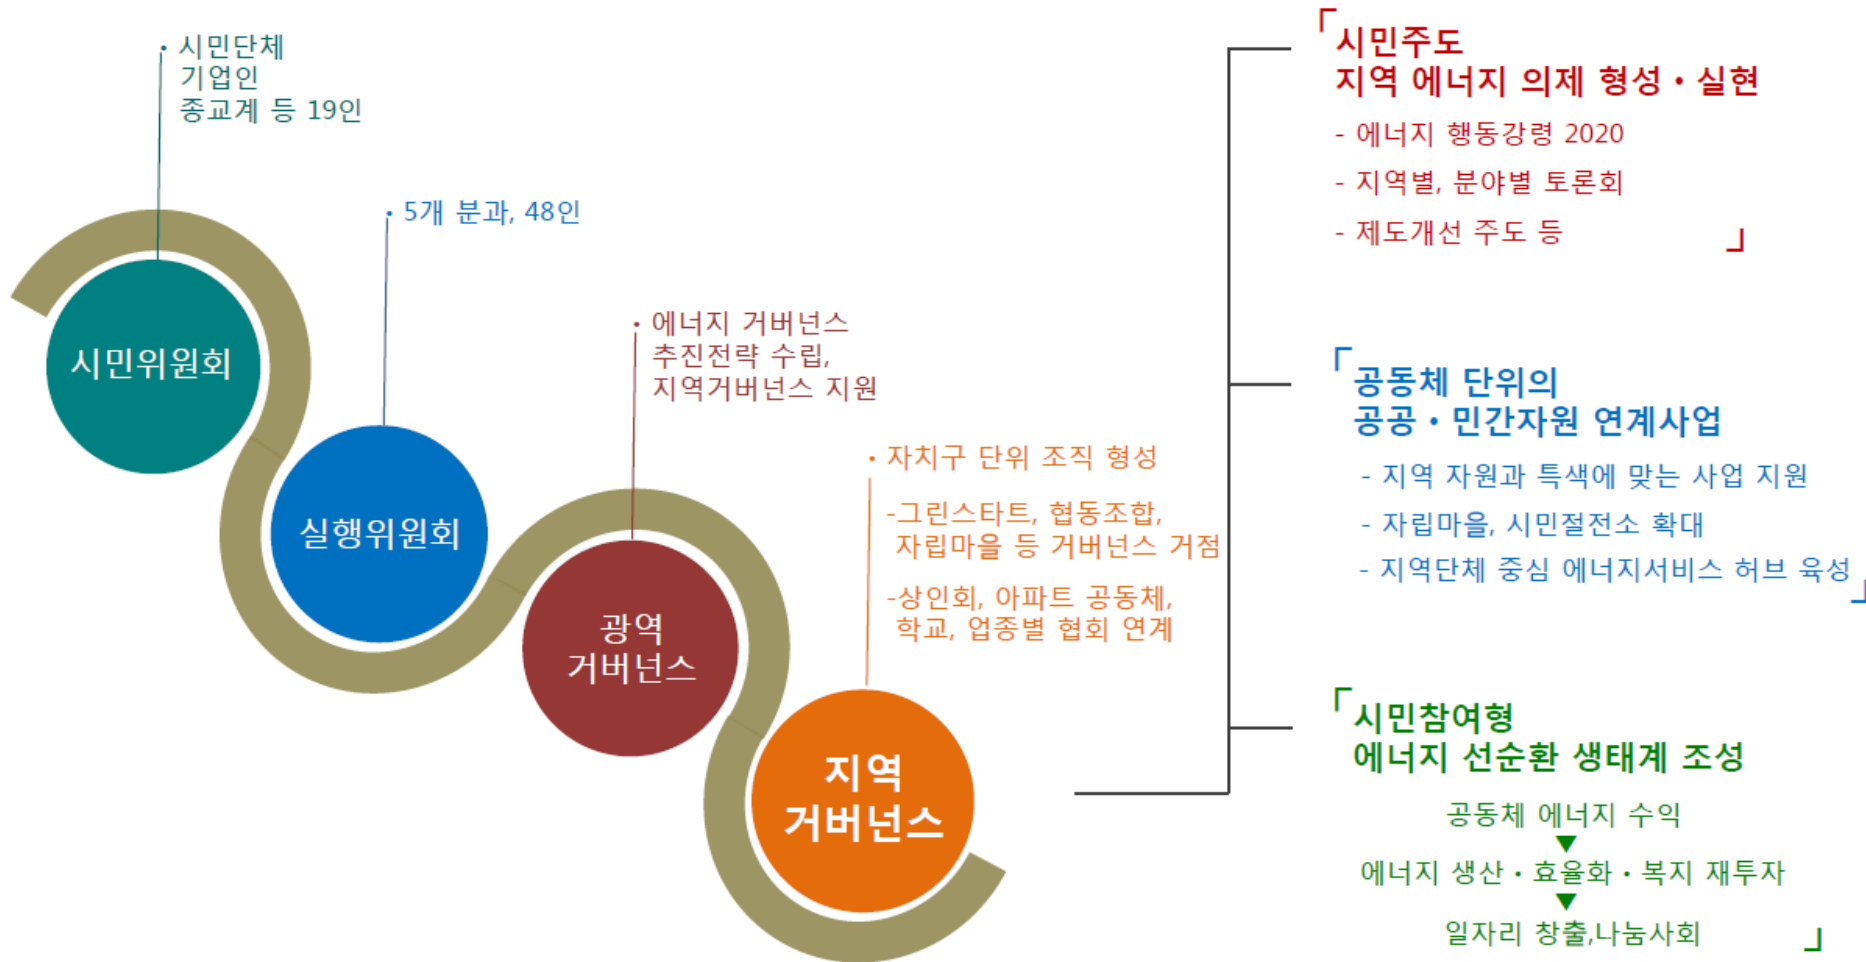 • 시민단체
기업인
종교계 등 19인
시민위원회
• 5개 분과, 48인
실행위원회
• 에너지 거버넌스
추진전략 수립,
지역거버넌스 지원
광역
거버넌스
• 자치구 단위 조직 형성
-그린스타트, 협동조합,
자립마을 등 거버넌스 거점
-상인회, 아파트 공동체,
학교, 업종별 협회 연계
지역
거버넌스
「시민주도
지역 에너지 의제 형성・실현
- 에너지 행동강령 2020
- 지역별, 분야별 토론회
- 제도개선 주도 등 」
「공동체 단위의
공공・민간자원 연계사업
- 지역 자원과 특색에 맞는 사업 지원
- 자립마을, 시민절전소 확대
- 지역단체 중심 에너지서비스 허브 육성」
「시민참여형
에너지 선순환 생태계 조성
공동체 에너지 수익
▼
에너지 생산・효율화・복지 재투자
▼
일자리 창출,나눔사회 」